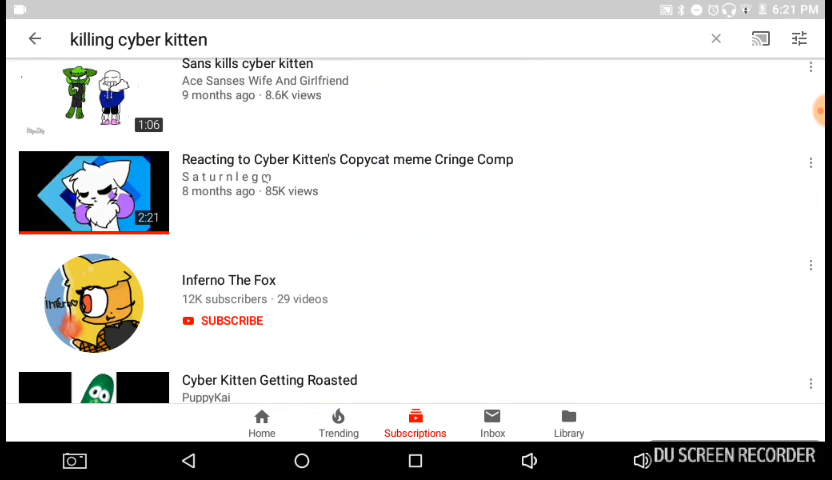 6:21 PM
killing cyber kitten
Sans kills cyber kitten
Ace Sanses Wife And Girlfriend
9 months ago · 8.6K views
1:06
Reacting to Cyber Kitten's Copycat meme Cringe Comp
S a t u r n l e g ღ
8 months ago · 85K views
2:21
Inferno The Fox
12K subscribers · 29 videos
SUBSCRIBE
Cyber Kitten Getting Roasted
PuppyKai
Home Trending Subscriptions Inbox Library
DU SCREEN RECORDER